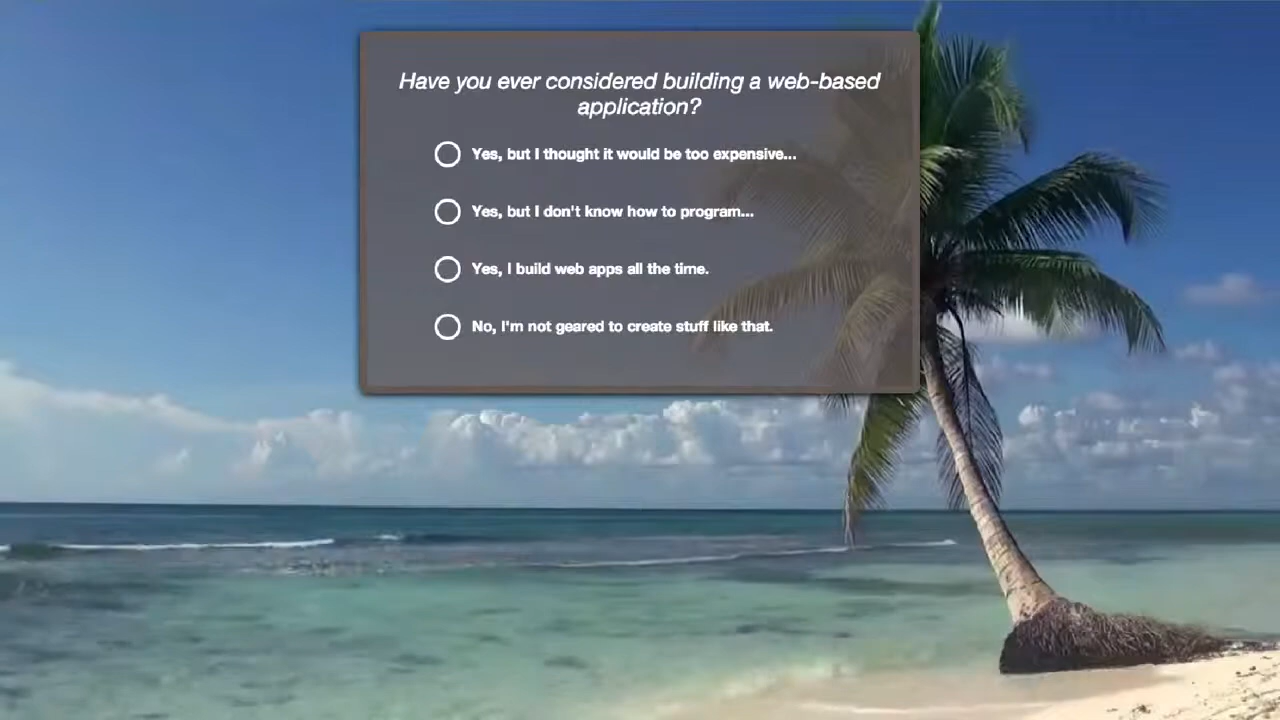 Have you ever considered building a web-based
application?
Yes, but I thought it would be too expensive...
Yes, but I don't know how to program...
Yes, I build web apps all the time.
No, I'm not geared to create stuff like that.